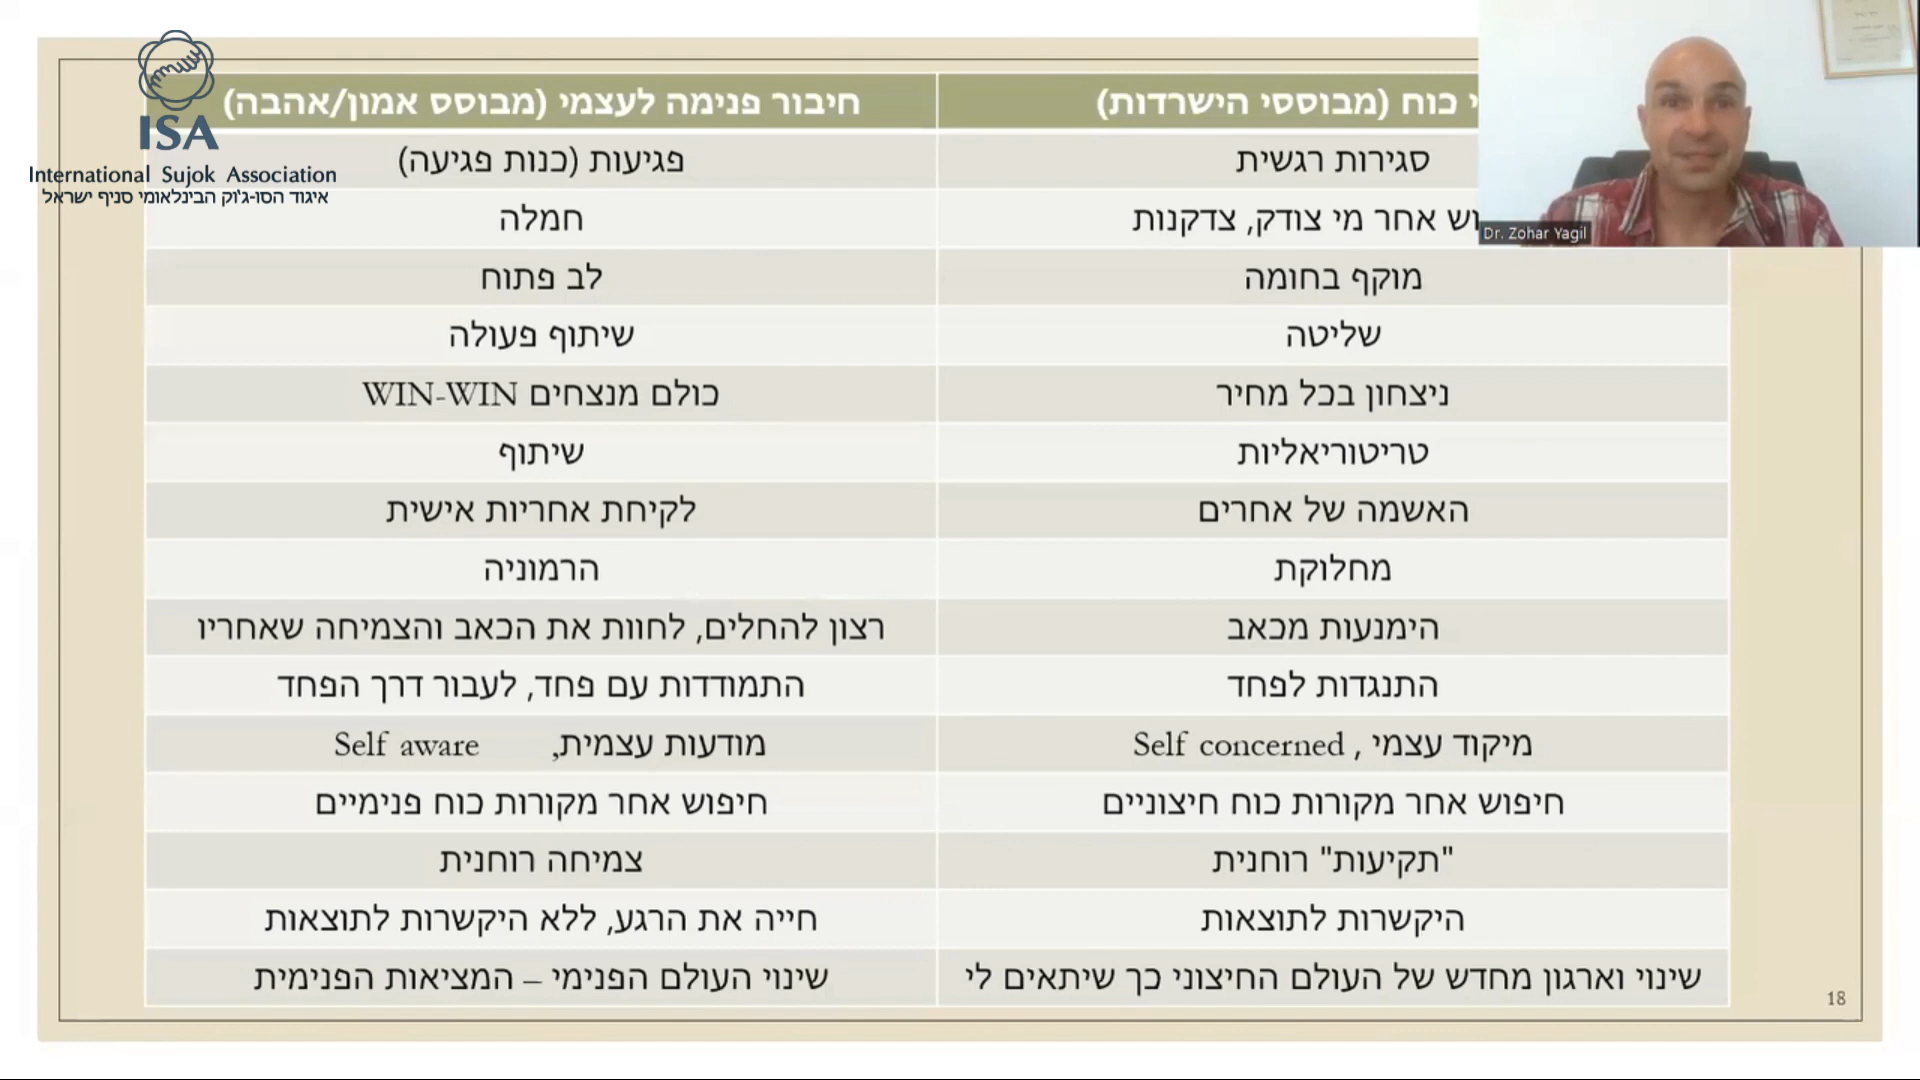 ISA
International Sujok Association
איגוד הסו-ג'וק הבינלאומי סניף ישראל
Dr. Zohar Yagil
כוח (מבוססי הישרדות) חיבור פנימה לעצמי (מבוסס אמון/אהבה)
סגירות רגשית פגיעות (כנות פגיעה)
אחר מי צודק, צדקנות חמלה
מוקף בחומה לב פתוח
שליטה שיתוף פעולה
ניצחון בכל מחיר כולם מנצחים WIN-WIN
טריטוריאליות שיתוף
האשמה של אחרים לקיחת אחריות אישית
מחלוקת הרמוניה
הימנעות מכאב רצון להחלים, לחוות את הכאב והצמיחה שאחריו
התנגדות לפחד התמודדות עם פחד, לעבור דרך הפחד
מיקוד עצמי , Self concerned מודעות עצמית, Self aware
חיפוש אחר מקורות כוח חיצוניים חיפוש אחר מקורות כוח פנימיים
"תקיעות" רוחנית צמיחה רוחנית
היקשרות לתוצאות חייה את הרגע, ללא היקשרות לתוצאות
שינוי וארגון מחדש של העולם החיצוני כך שיתאים לי שינוי העולם הפנימי – המציאות הפנימית
18